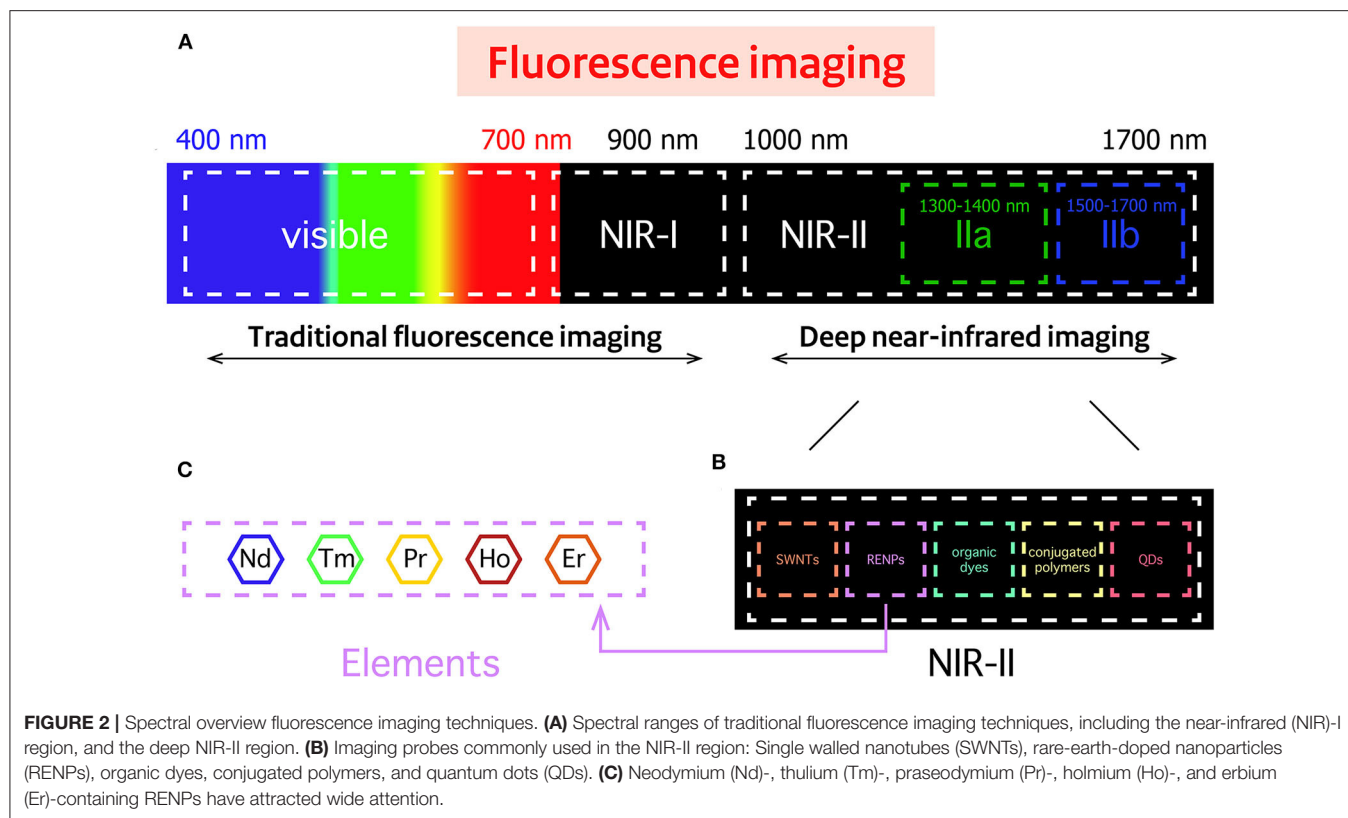 A
Fluorescence imaging
400 nm 700 nm 900 nm 1000 nm 1700 nm
visible NIR-I NIR-II 1300-1400 nm IIa 1500-1700 nm IIb
Traditional fluorescence imaging Deep near-infrared imaging
C
Nd Tm Pr Ho Er
Elements
B
SWNTs RENPs organic dyes conjugated polymers QDs
NIR-II
FIGURE 2 | Spectral overview fluorescence imaging techniques. (A) Spectral ranges of traditional fluorescence imaging techniques, including the near-infrared (NIR)-I
region, and the deep NIR-II region. (B) Imaging probes commonly used in the NIR-II region: Single walled nanotubes (SWNTs), rare-earth-doped nanoparticles
(RENPs), organic dyes, conjugated polymers, and quantum dots (QDs). (C) Neodymium (Nd)-, thulium (Tm)-, praseodymium (Pr)-, holmium (Ho)-, and erbium
(Er)-containing RENPs have attracted wide attention.